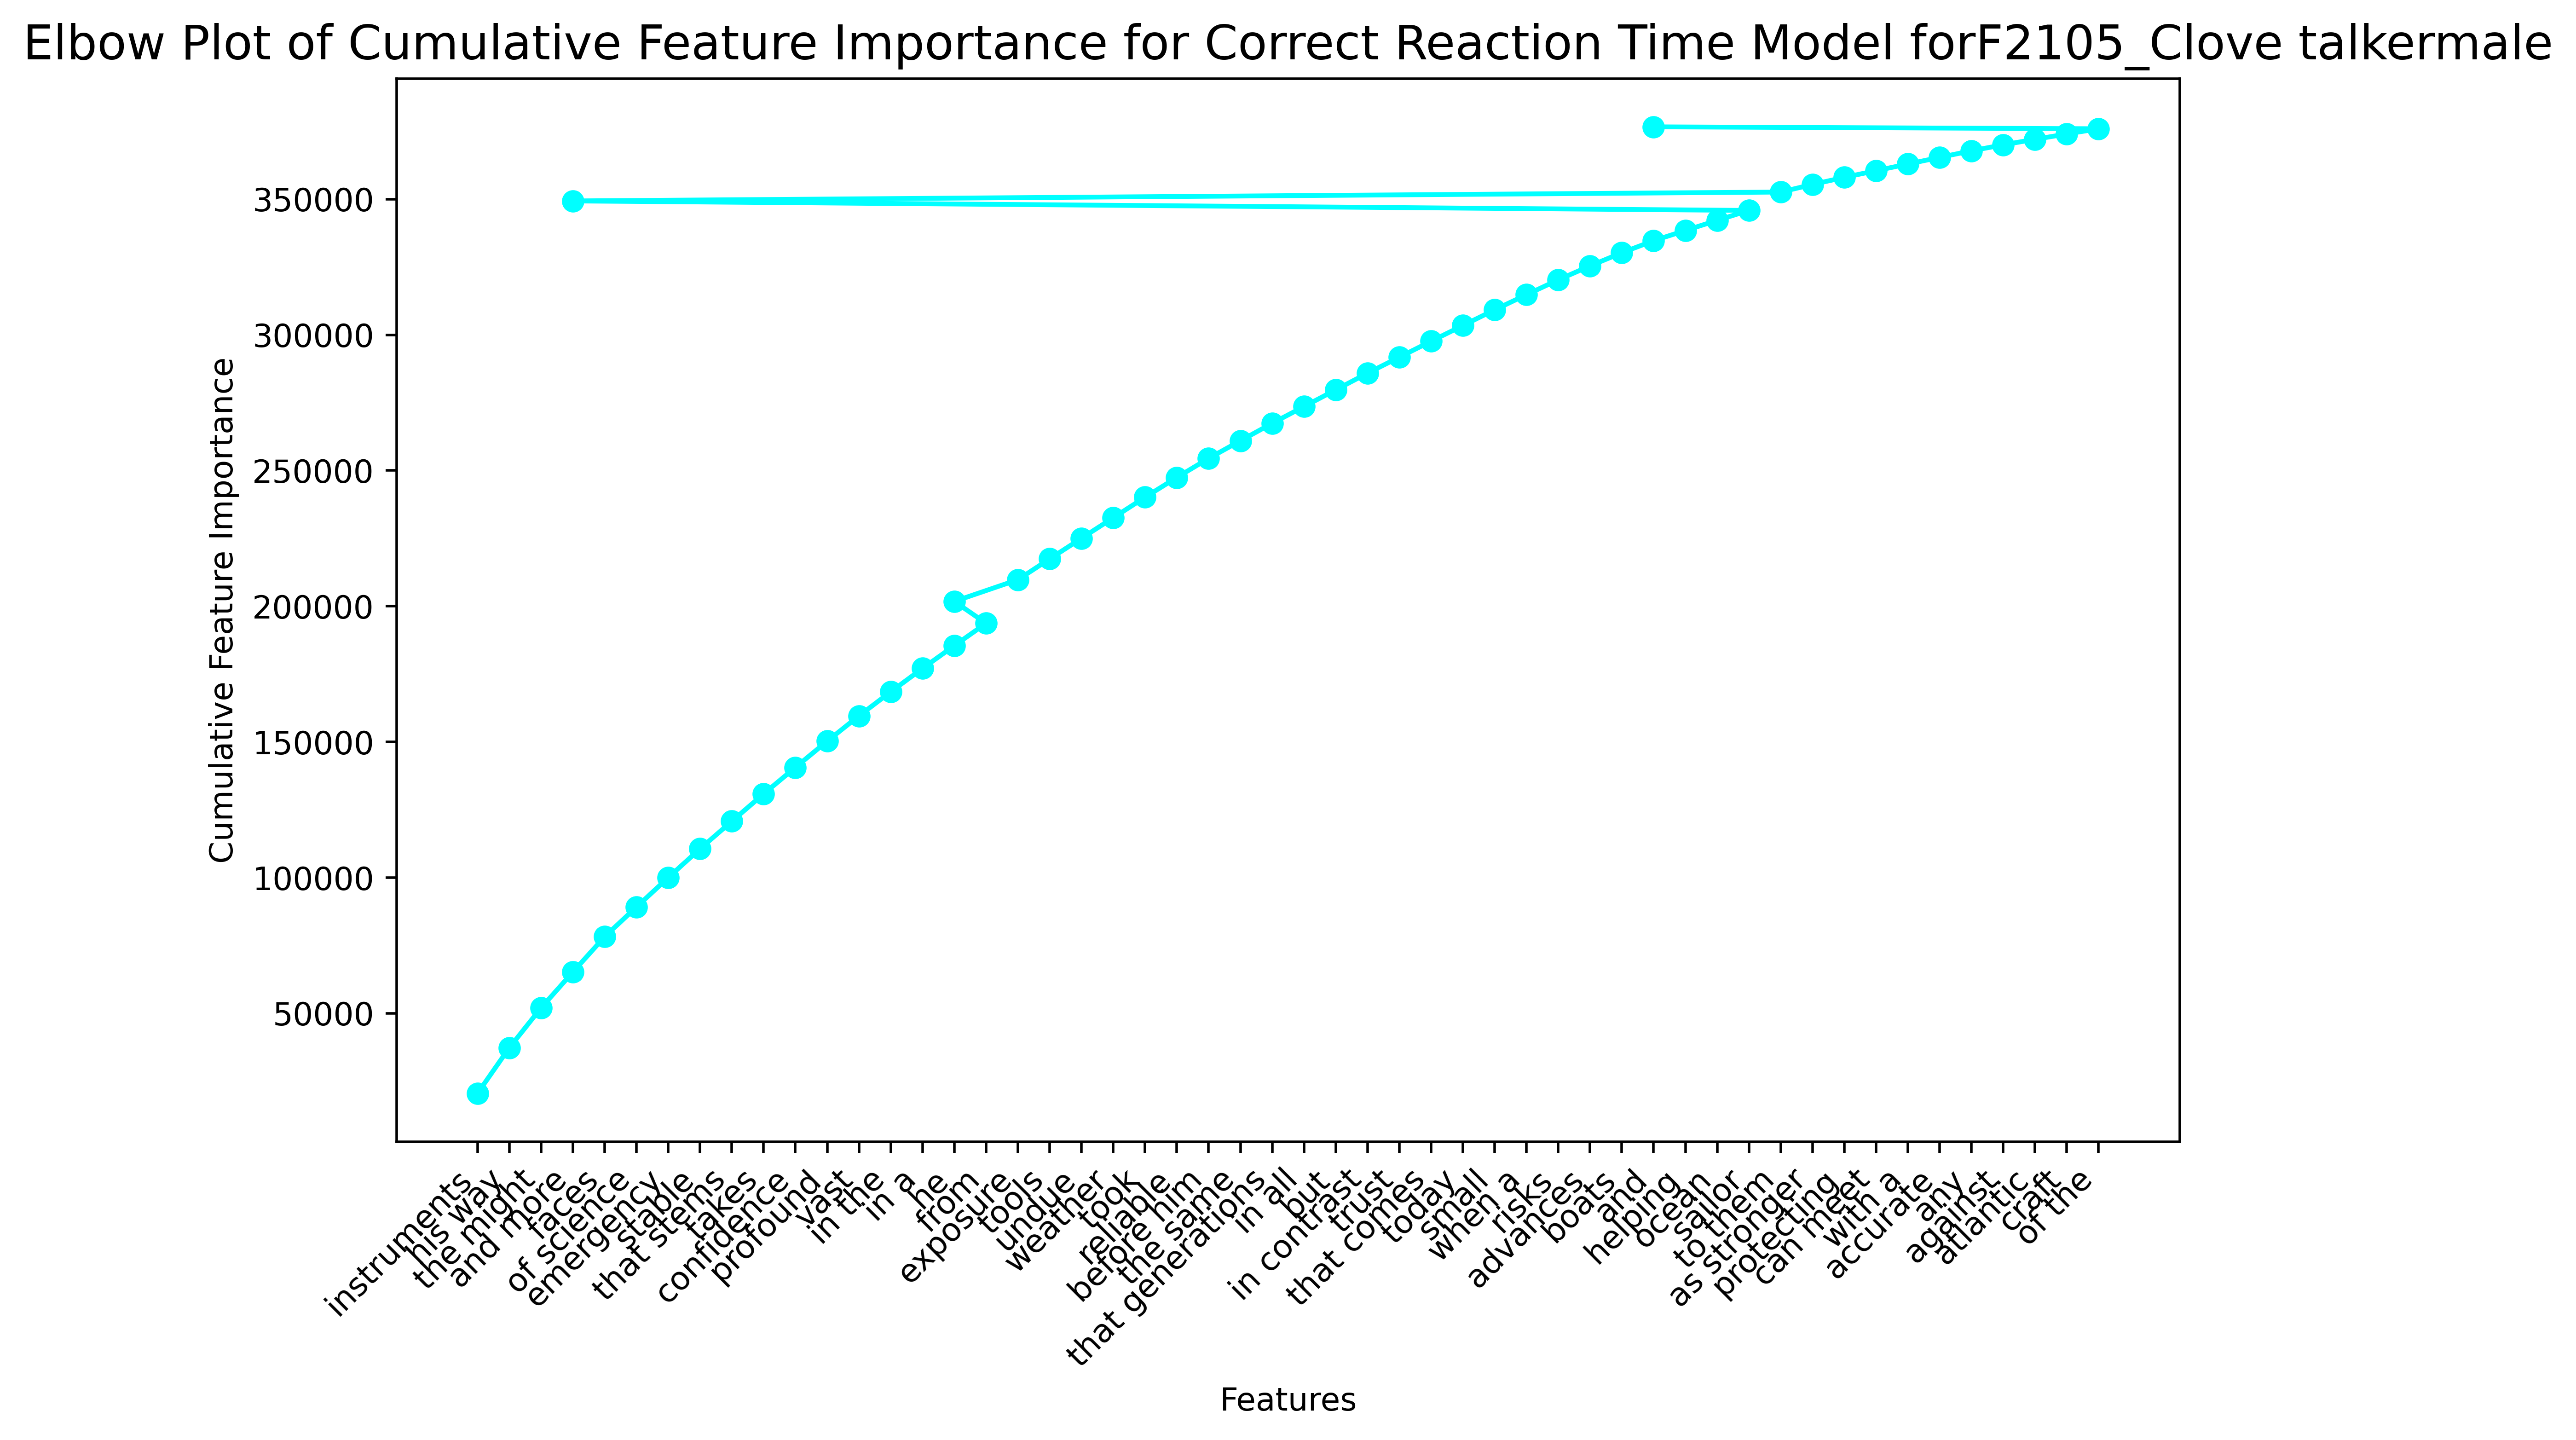 Elbow Plot of Cumulative Feature Importance for Correct Reaction Time Model forF2105_Clove talkermale
Cumulative Feature Importance
350000
300000
250000
200000
150000
100000
50000
instruments
his way
the might
and more
faces
of science
emergency
stable
that stems
takes
confidence
profound
vast
in the
in a
he
from
exposure
tools
undue
weather
took
reliable
before him
the same
that generations
in all
but
in contrast
trust
that comes
today
small
when a
risks
advances
boats
and
helping
ocean
sailor
to them
as stronger
protecting
can meet
with a
accurate
any
against
atlantic
craft
of the
Features